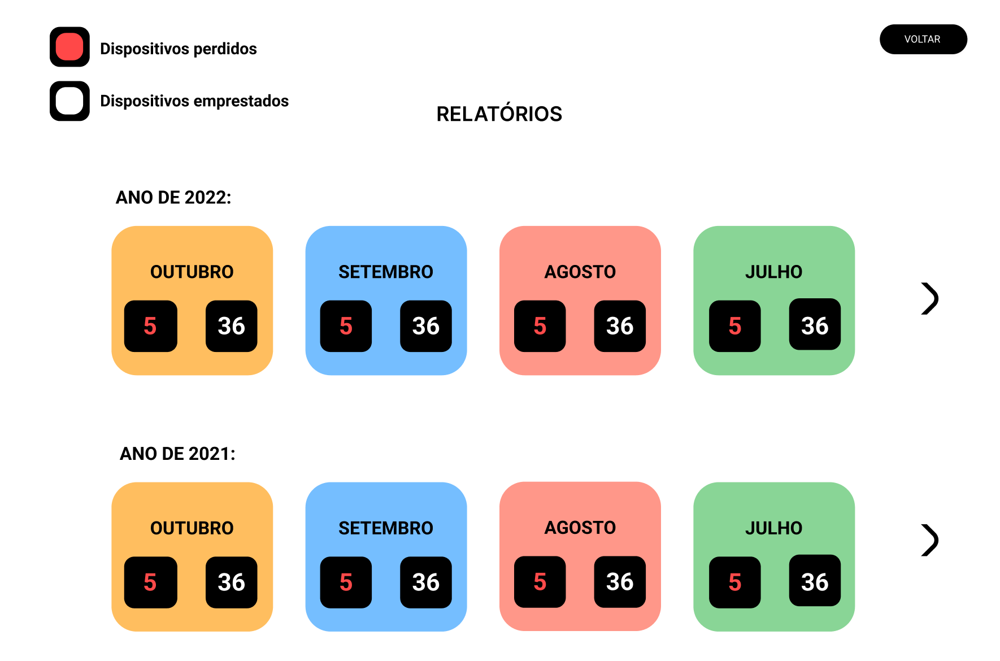 Dispositivos perdidos
VOLTAR
Dispositivos emprestados
RELATÓRIOS
ANO DE 2022:
OUTUBRO
5 36
SETEMBRO
5 36
AGOSTO
5 36
JULHO
5 36
ANO DE 2021:
OUTUBRO
5 36
SETEMBRO
5 36
AGOSTO
5 36
JULHO
5 36